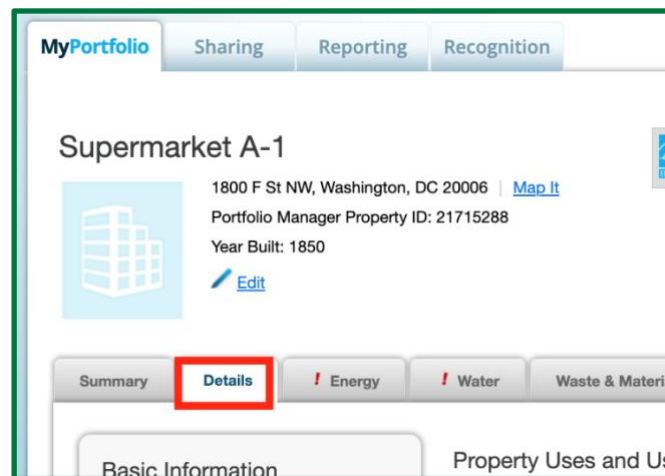 MyPortfolio Sharing Reporting Recognition
Supermarket A-1
1800 F St NW, Washington, DC 20006 | Map It
Portfolio Manager Property ID: 21715288
Year Built: 1850
Edit
Summary Details ! Energy ! Water Waste & Materi
Basic Information Property Uses and Us